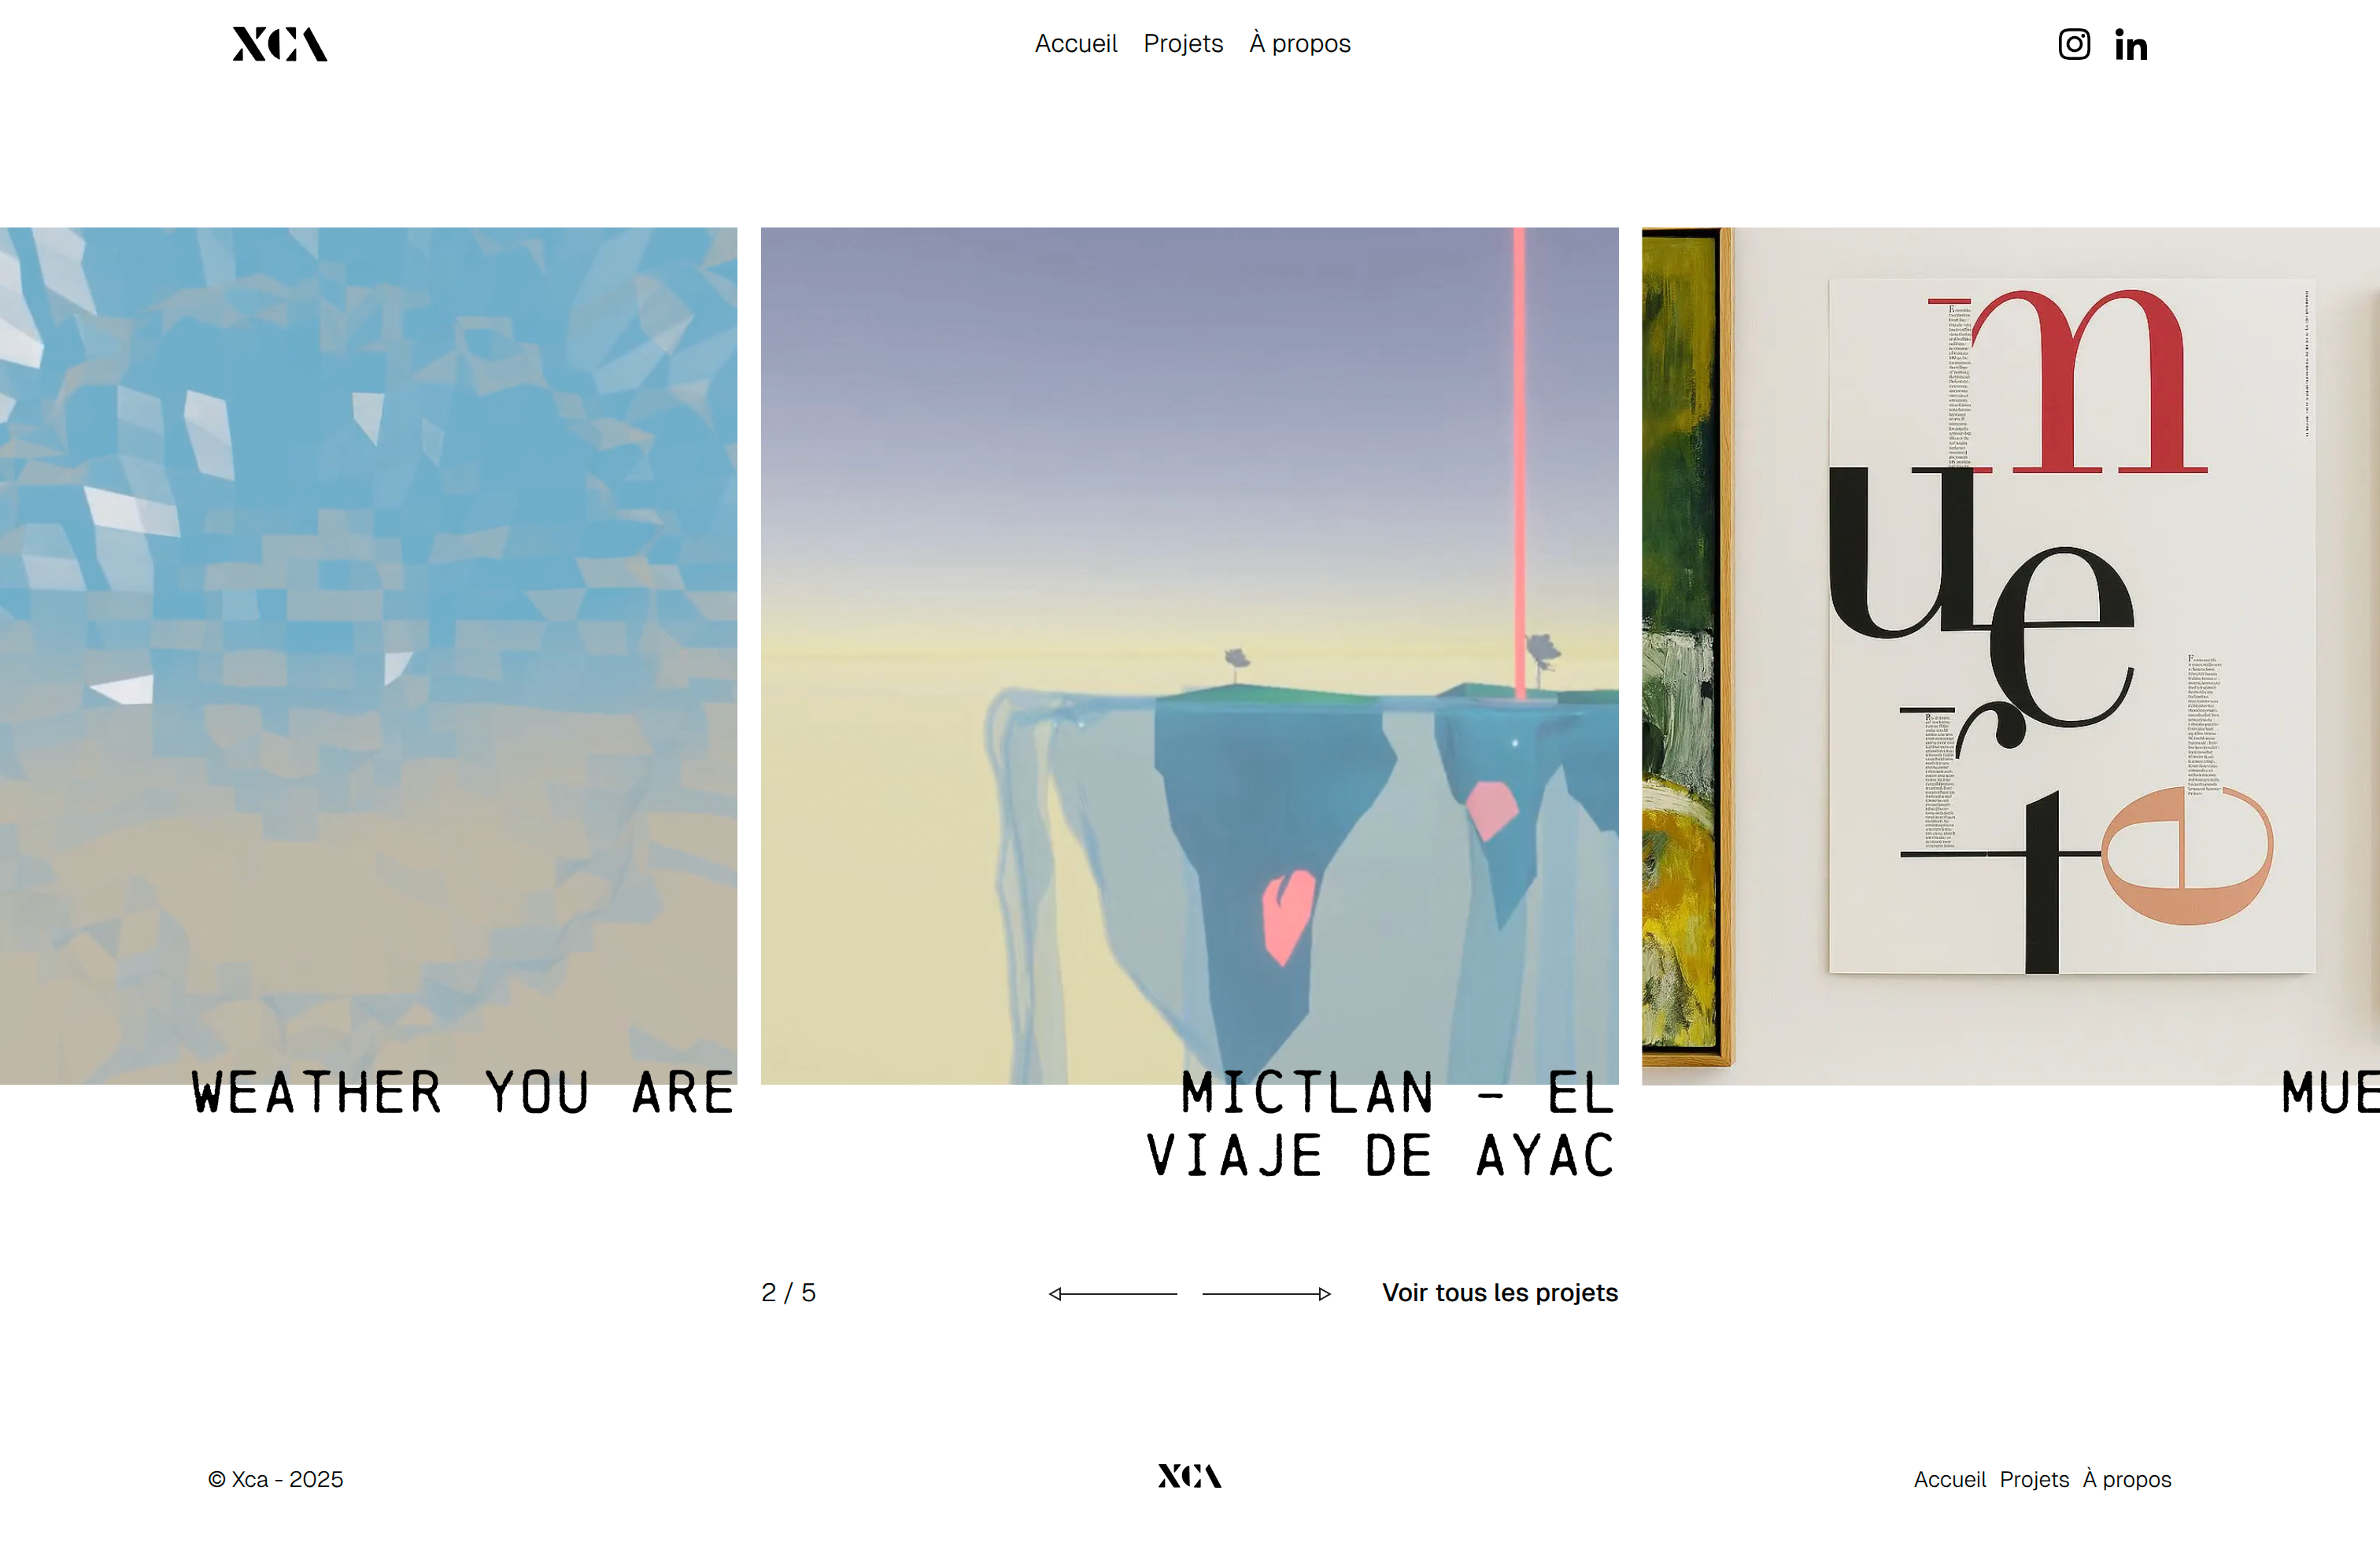 XCA
Accueil Projets À propos
in
m
u
e
r
t
e
WEATHER YOU ARE
MICTLAN – EL
VIAJE DE AYAC
MUE
2 / 5
Voir tous les projets
© Xca - 2025
XCA
Accueil Projets À propos